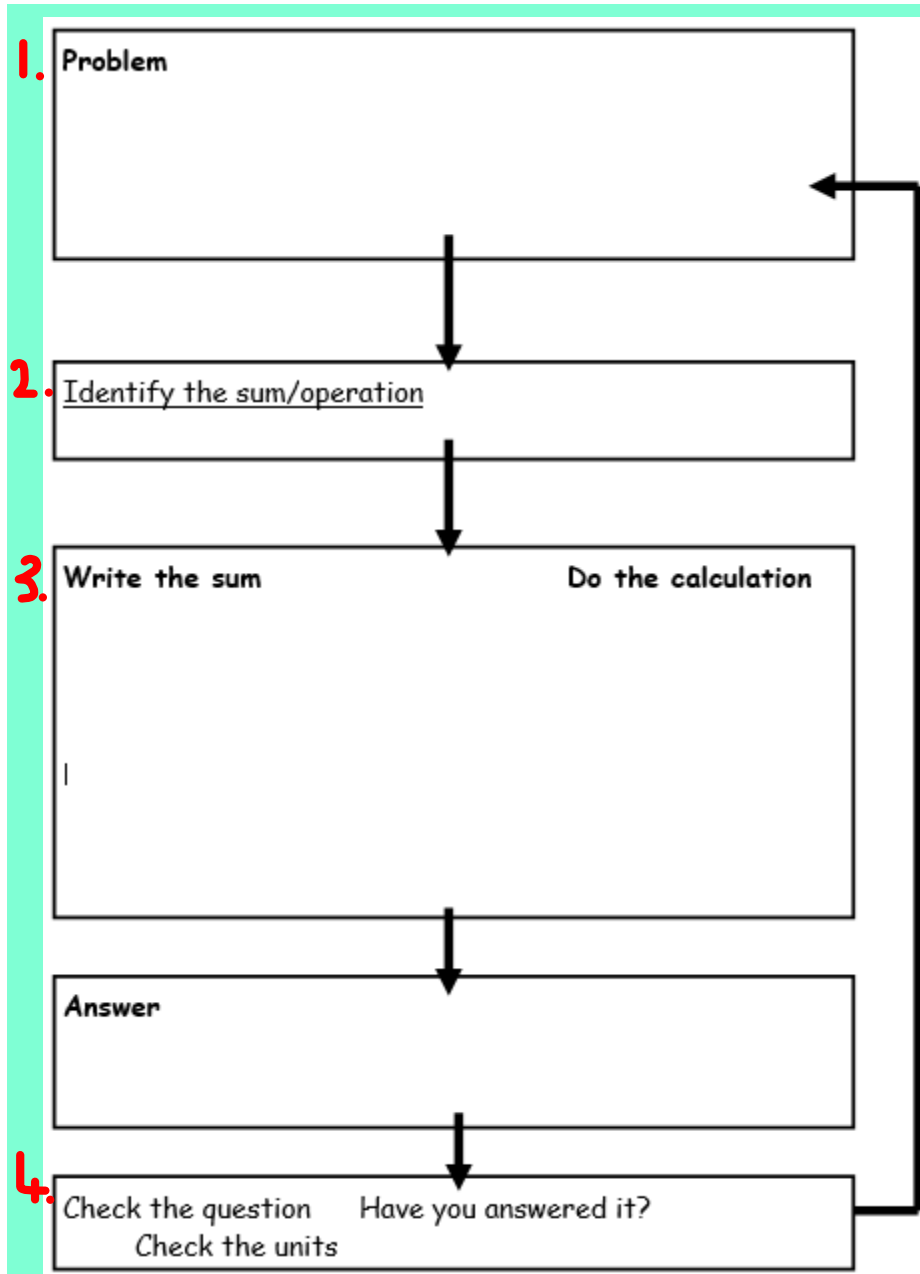 1. Problem
2. Identify the sum/operation
3. Write the sum Do the calculation
Answer
4. Check the question Have you answered it?
Check the units